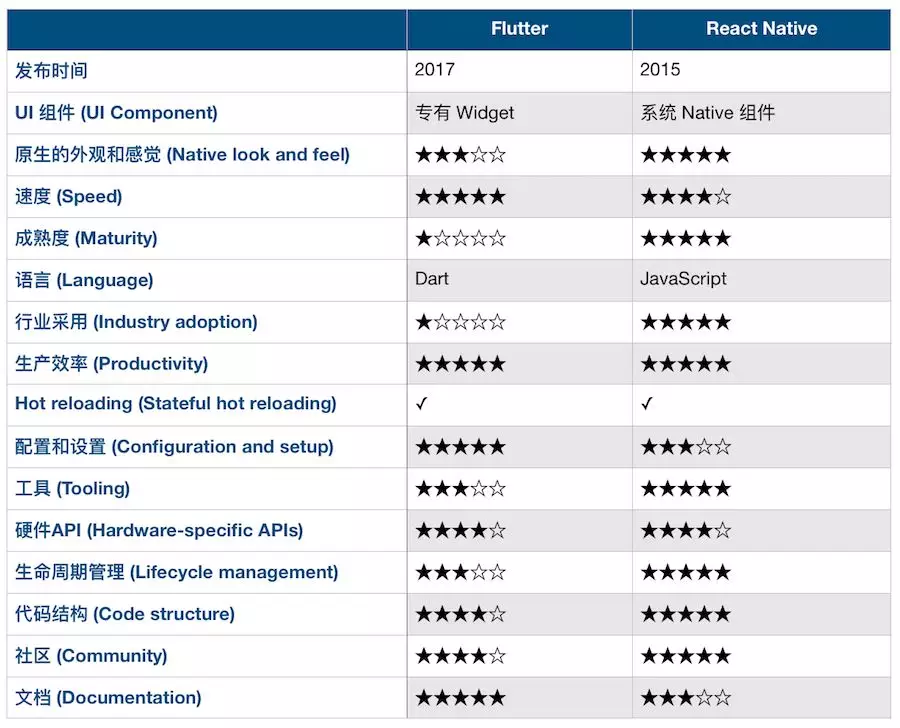 Flutter React Native
发布时间 2017 2015
UI 组件 (UI Component) 专有 Widget 系统 Native 组件
原生的外观和感觉 (Native look and feel) ★★★☆☆ ★★★★★
速度 (Speed) ★★★★★ ★★★★☆
成熟度 (Maturity) ★☆☆☆☆ ★★★★★
语言 (Language) Dart JavaScript
行业采用 (Industry adoption) ★☆☆☆☆ ★★★★★
生产效率 (Productivity) ★★★★★ ★★★★★
Hot reloading (Stateful hot reloading) ✓ ✓
配置和设置 (Configuration and setup) ★★★★★ ★★★☆☆
工具 (Tooling) ★★★☆☆ ★★★★★
硬件API (Hardware-specific APIs) ★★★★☆ ★★★★☆
生命周期管理 (Lifecycle management) ★★★☆☆ ★★★★★
代码结构 (Code structure) ★★★★☆ ★★★★★
社区 (Community) ★★★★☆ ★★★★★
文档 (Documentation) ★★★★★ ★★★☆☆